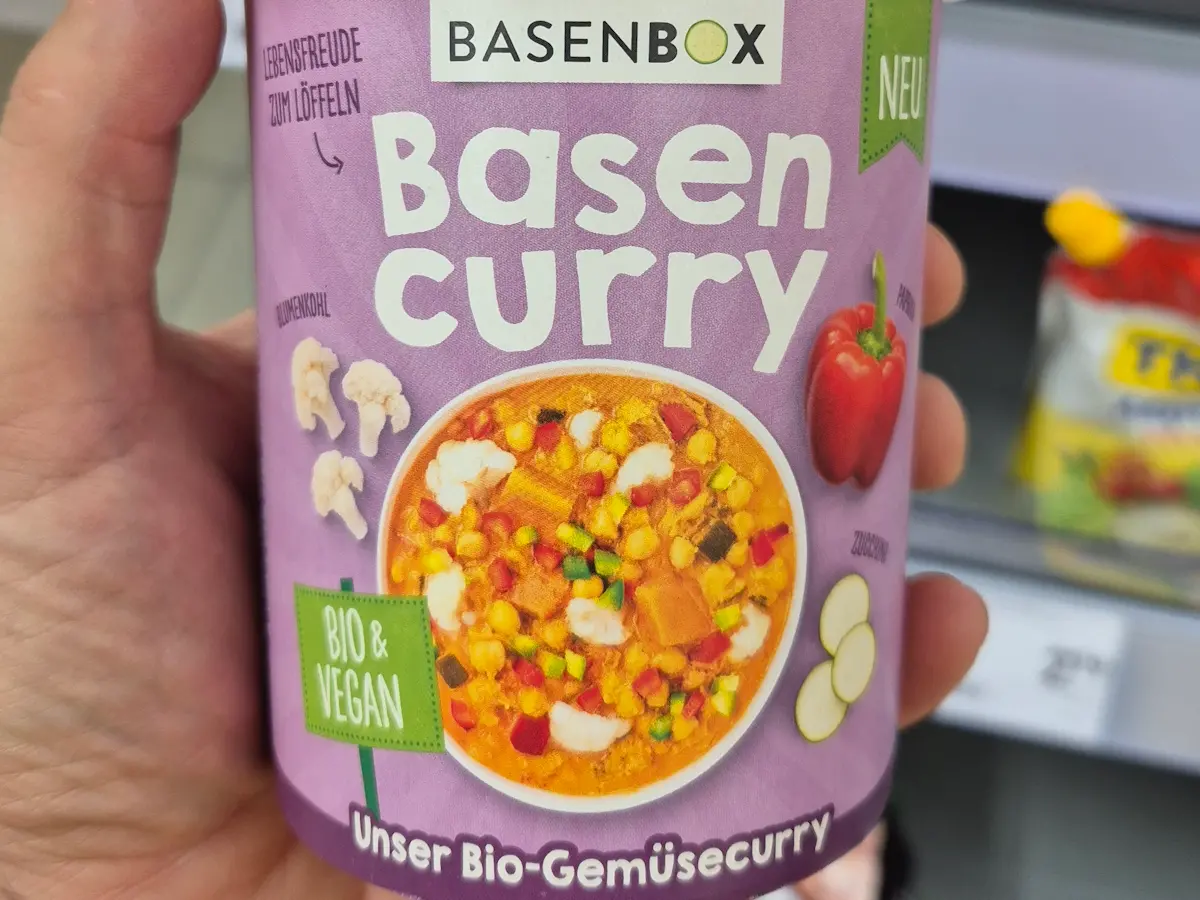 BASENBOX
LEBENSFREUDE
ZUM LÖFFELN
NEU
Basen
curry
BLUMENKOHL
PAPRIKA
ZUCCHINI
BIO &
VEGAN
Unser Bio-Gemüsecurry